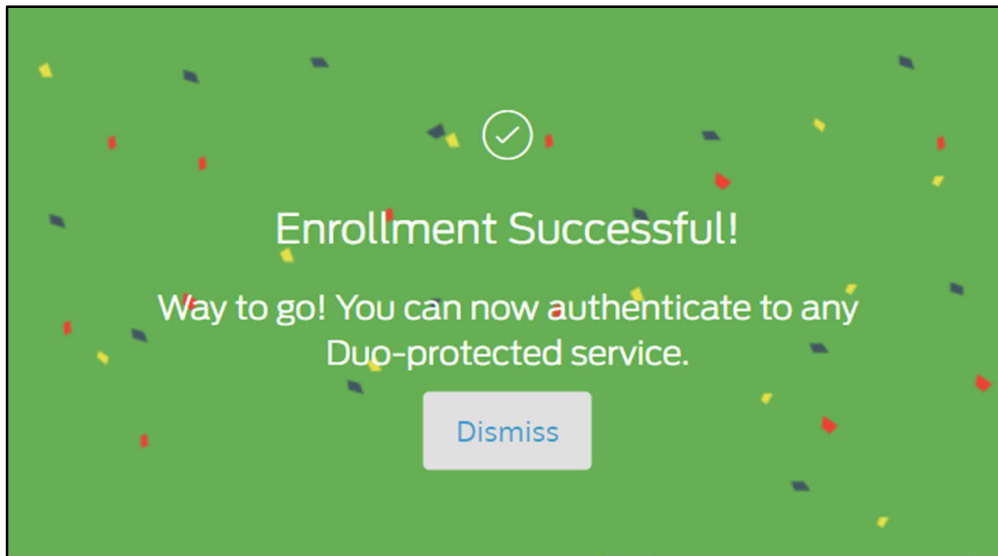 Enrollment Successful!
Way to go! You can now authenticate to any
Duo-protected service.
Dismiss